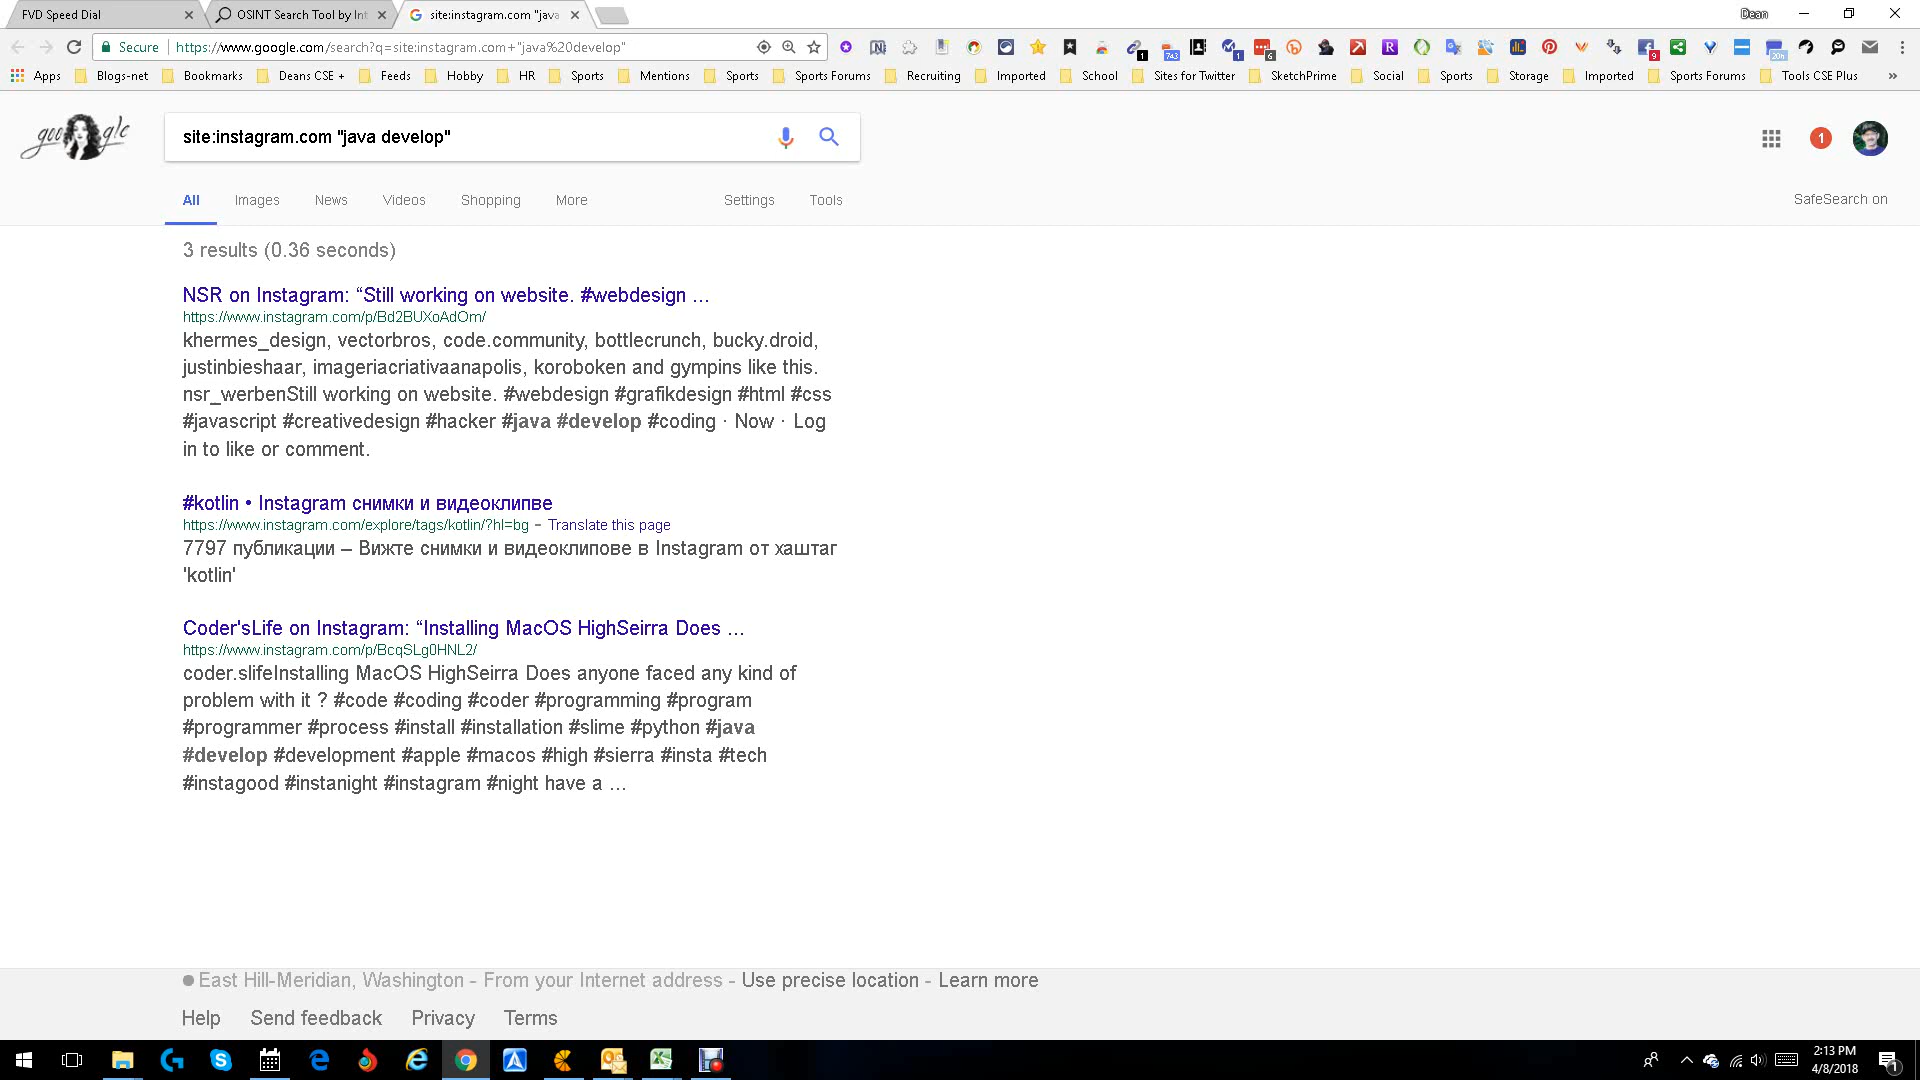 FVD Speed Dial
OSINT Search Tool by Int
site:instagram.com "java
Dean
Secure
https://www.google.com/search?q=site:instagram.com+"java%20develop"
1
743
1
6
9
20h
Apps
Blogs-net
Bookmarks
Deans CSE +
Feeds
Hobby
HR
Sports
Mentions
Sports
Sports Forums
Recruiting
Imported
School
Sites for Twitter
SketchPrime
Social
Sports
Storage
Imported
Sports Forums
Tools CSE Plus
»
google
site:instagram.com "java develop"
1
All
Images
News
Videos
Shopping
More
Settings
Tools
SafeSearch on
3 results (0.36 seconds)
NSR on Instagram: “Still working on website. #webdesign ...
https://www.instagram.com/p/Bd2BUXoAdOm/
khermes_design, vectorbros, code.community, bottlecrunch, bucky.droid,
justinbieshaar, imageriacriativaanapolis, koroboken and gympins like this.
nsr_werbenStill working on website. #webdesign #grafikdesign #html #css
#javascript #creativedesign #hacker #java #develop #coding · Now · Log
in to like or comment.
#kotlin • Instagram снимки и видеоклипве
https://www.instagram.com/explore/tags/kotlin/?hl=bg - Translate this page
7797 публикации – Вижте снимки и видеоклипове в Instagram от хаштаг
'kotlin'
Coder'sLife on Instagram: “Installing MacOS HighSeirra Does ...
https://www.instagram.com/p/BcqSLg0HNL2/
coder.slifeInstalling MacOS HighSeirra Does anyone faced any kind of
problem with it ? #code #coding #coder #programming #program
#programmer #process #install #installation #slime #python #java
#develop #development #apple #macos #high #sierra #insta #tech
#instagood #instanight #instagram #night have a ...
East Hill-Meridian, Washington - From your Internet address - Use precise location - Learn more
Help
Send feedback
Privacy
Terms
2:13 PM
4/8/2018
1